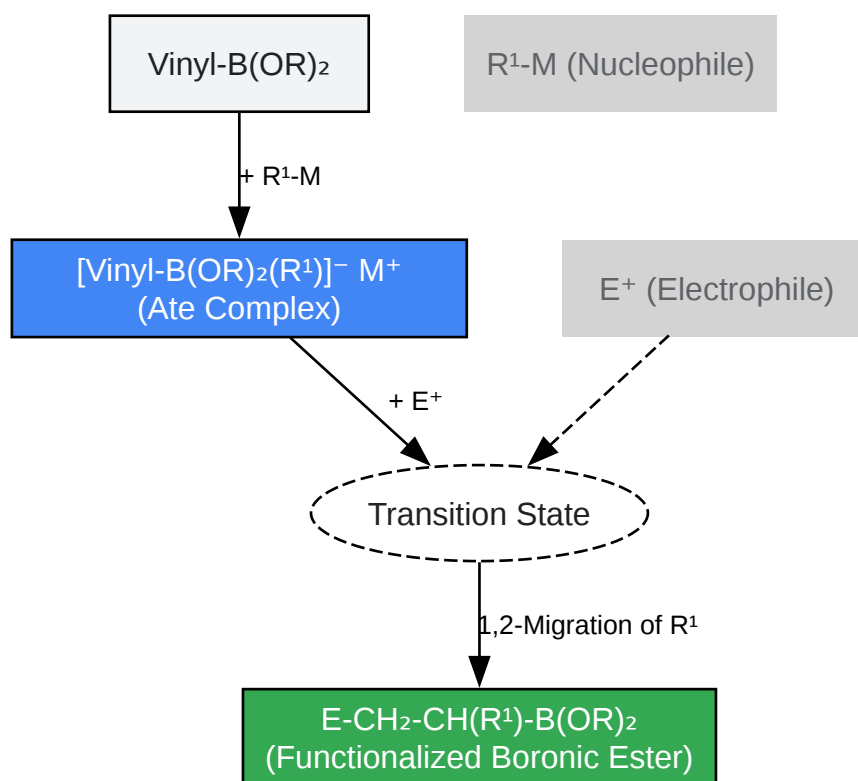 Vinyl-B(OR)₂
R¹-M (Nucleophile)
+ R¹-M
[Vinyl-B(OR)₂(R¹)]⁻ M⁺
(Ate Complex)
E⁺ (Electrophile)
+ E⁺
Transition State
1,2-Migration of R¹
E-CH₂-CH(R¹)-B(OR)₂
(Functionalized Boronic Ester)